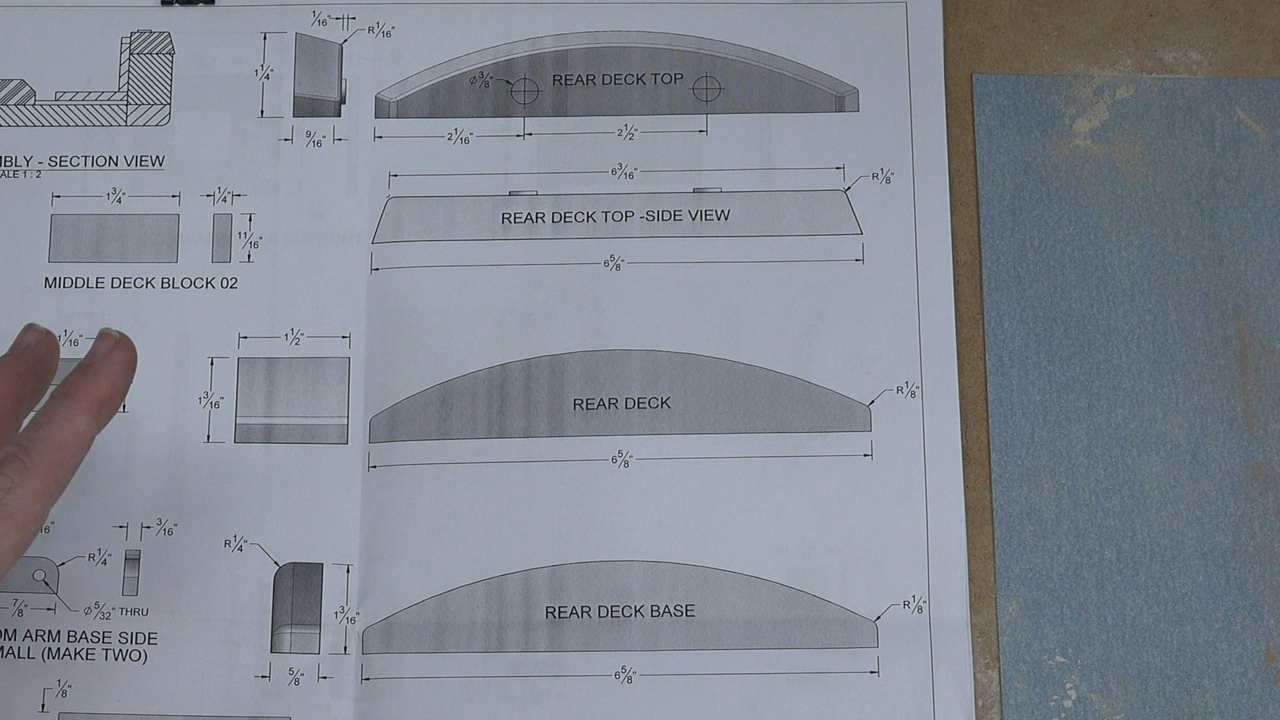 1/16"
R1/16"
1 1/4"
9/16"
Ø3/8"
REAR DECK TOP
2 1/16"
2 1/2"
BLY - SECTION VIEW
ALE 1 : 2
6 3/16"
R1/8"
REAR DECK TOP -SIDE VIEW
6 5/8"
1 3/4"
1/4"
11/16"
MIDDLE DECK BLOCK 02
1 1/2"
1 3/16"
REAR DECK
R1/8"
6 5/8"
3/16"
R1/4"
7/8"
Ø5/32" THRU
OM ARM BASE SIDE
MALL (MAKE TWO)
R1/4"
1 3/16"
5/8"
REAR DECK BASE
R1/8"
6 5/8"
1/8"